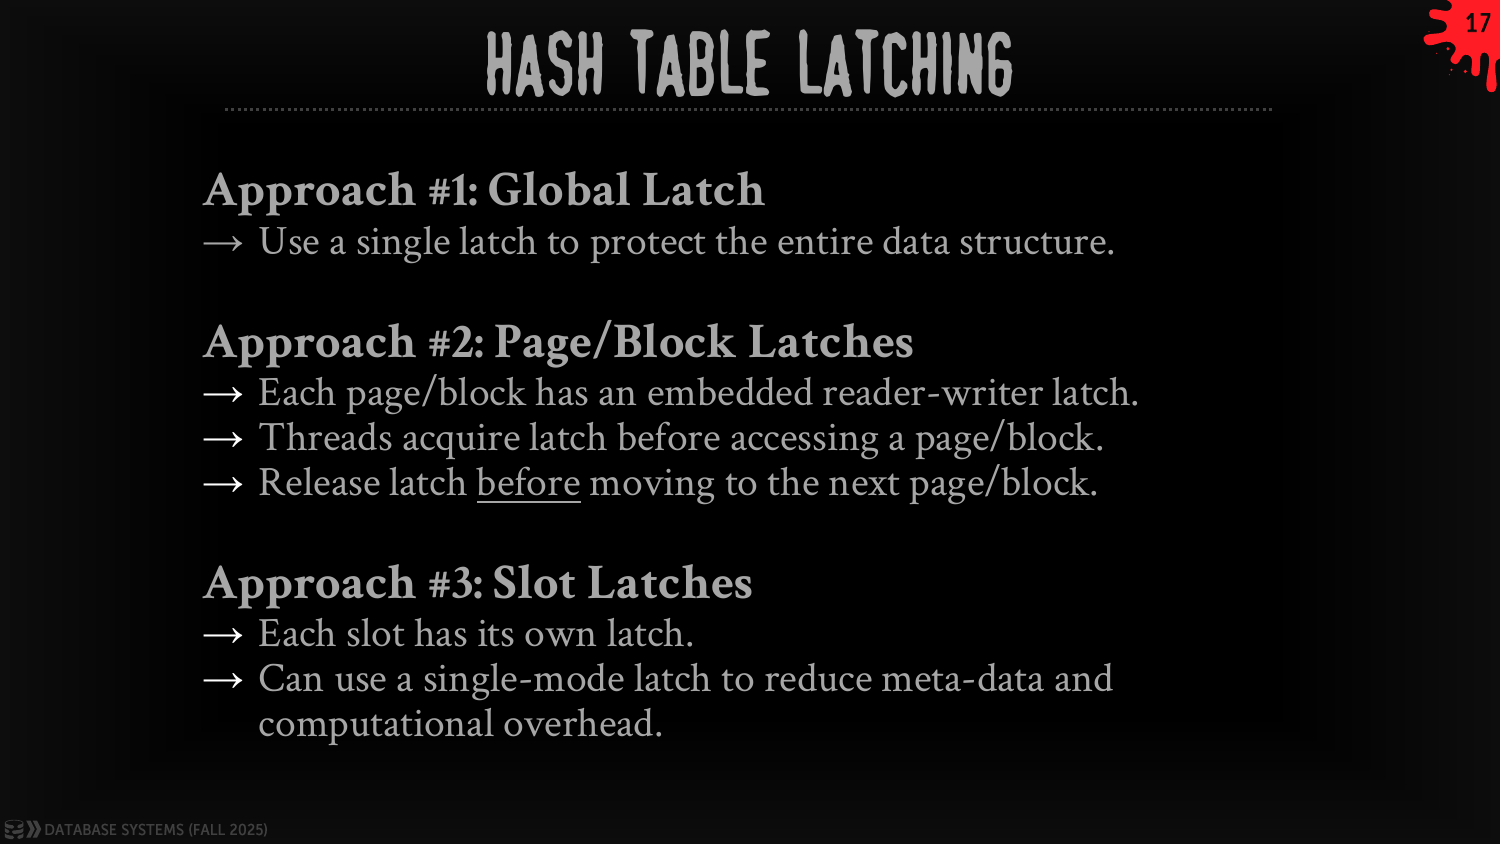 HASH TABLE LATCHING
17
Approach #1: Global Latch
→ Use a single latch to protect the entire data structure.
Approach #2: Page/Block Latches
→ Each page/block has an embedded reader-writer latch.
→ Threads acquire latch before accessing a page/block.
→ Release latch before moving to the next page/block.
Approach #3: Slot Latches
→ Each slot has its own latch.
→ Can use a single-mode latch to reduce meta-data and
computational overhead.
DATABASE SYSTEMS (FALL 2025)